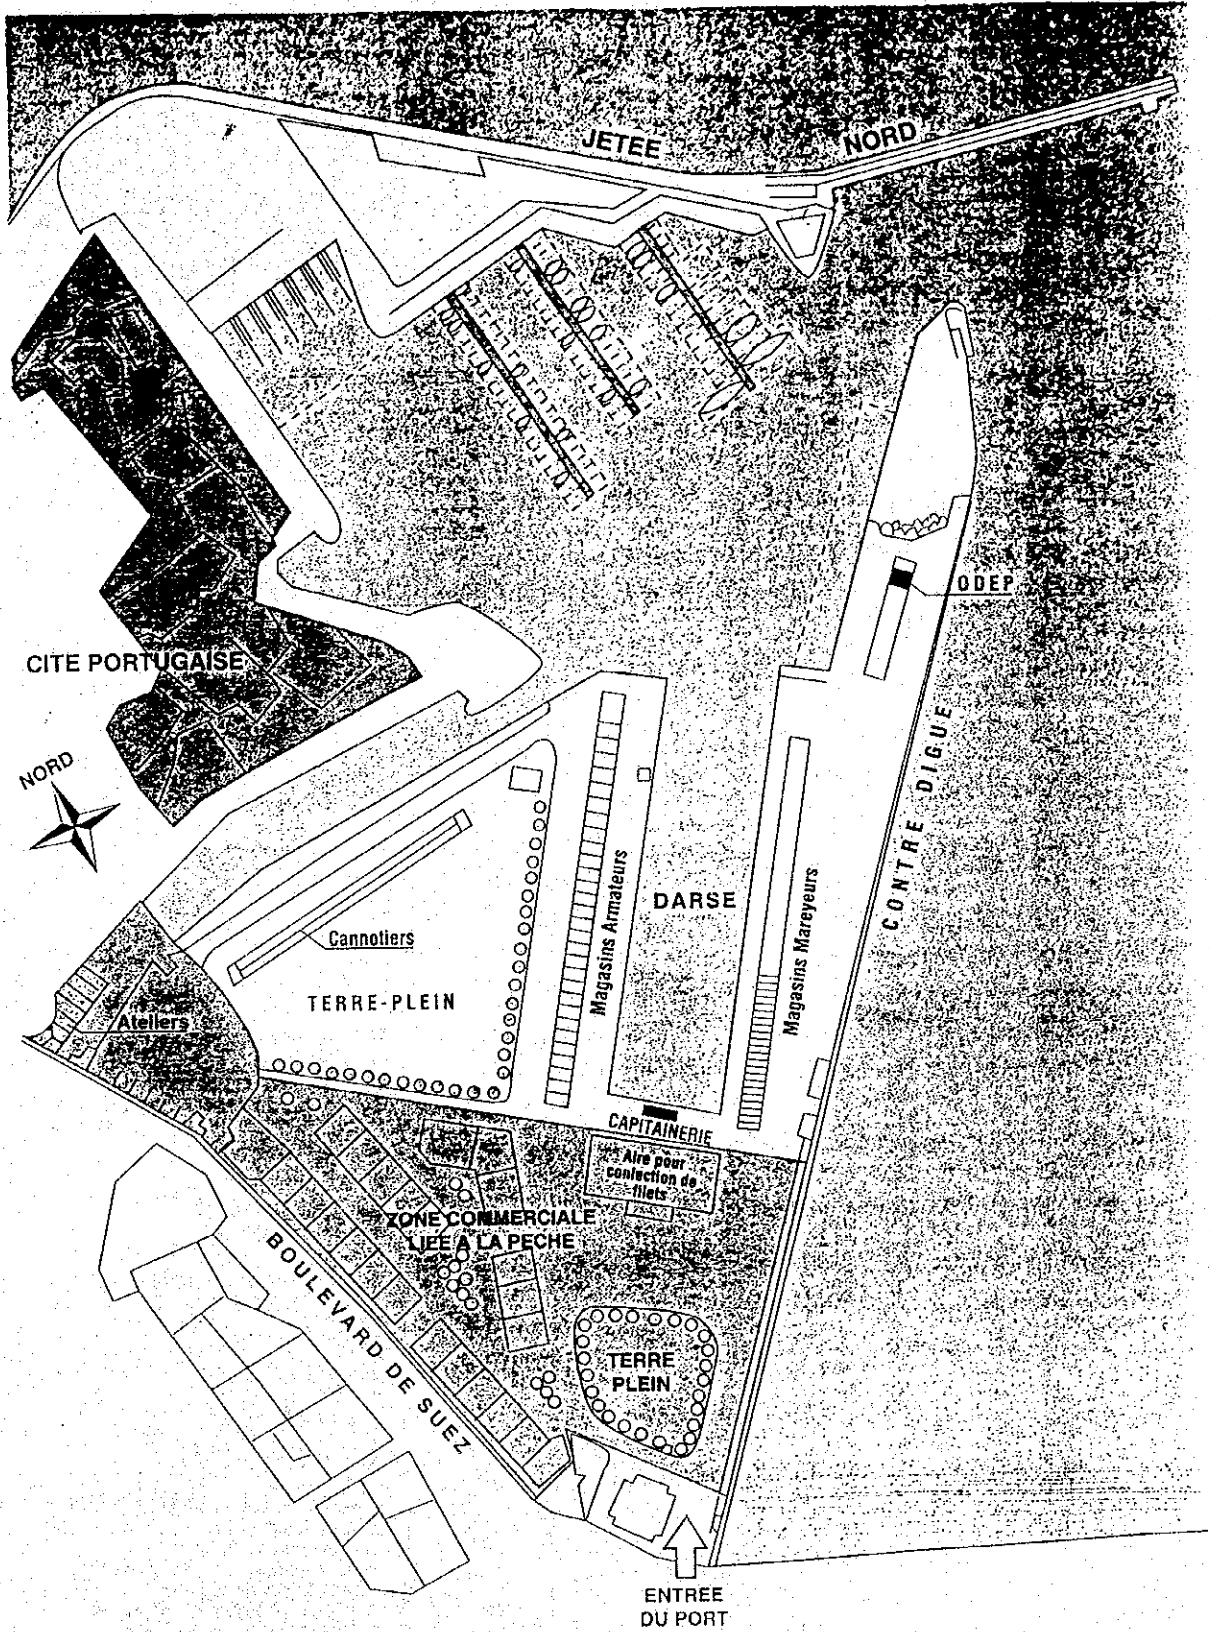 JETEE NORD
ODEP
CITE PORTUGAISE
NORD
CONTRE DIGUE
Magasins Armateurs
DARSE
Magasins Mareyeurs
Cannotiers
TERRE-PLEIN
Ateliers
CAPITAINERIE
Aire pour
confection de
filets
ZONE COMMERCIALE
LIEE A LA PECHE
BOULEVARD DE SUEZ
TERRE
PLEIN
ENTREE
DU PORT